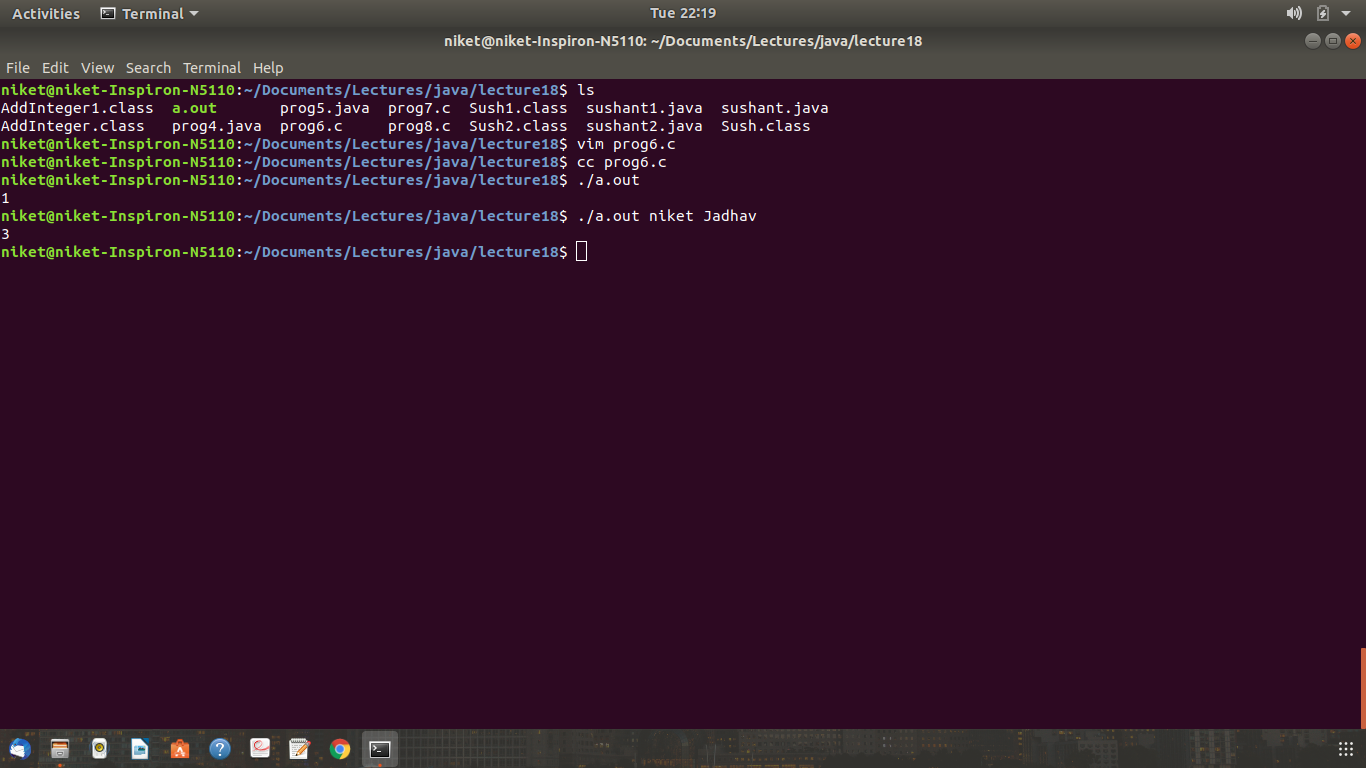 Activities Terminal Tue 22:19
niket@niket-Inspiron-N5110: ~/Documents/Lectures/java/lecture18
File Edit View Search Terminal Help
niket@niket-Inspiron-N5110:~/Documents/Lectures/java/lecture18$ ls
AddInteger1.class a.out prog5.java prog7.c Sush1.class sushant1.java sushant.java
AddInteger.class prog4.java prog6.c prog8.c Sush2.class sushant2.java Sush.class
niket@niket-Inspiron-N5110:~/Documents/Lectures/java/lecture18$ vim prog6.c
niket@niket-Inspiron-N5110:~/Documents/Lectures/java/lecture18$ cc prog6.c
niket@niket-Inspiron-N5110:~/Documents/Lectures/java/lecture18$ ./a.out
1
niket@niket-Inspiron-N5110:~/Documents/Lectures/java/lecture18$ ./a.out niket Jadhav
3
niket@niket-Inspiron-N5110:~/Documents/Lectures/java/lecture18$